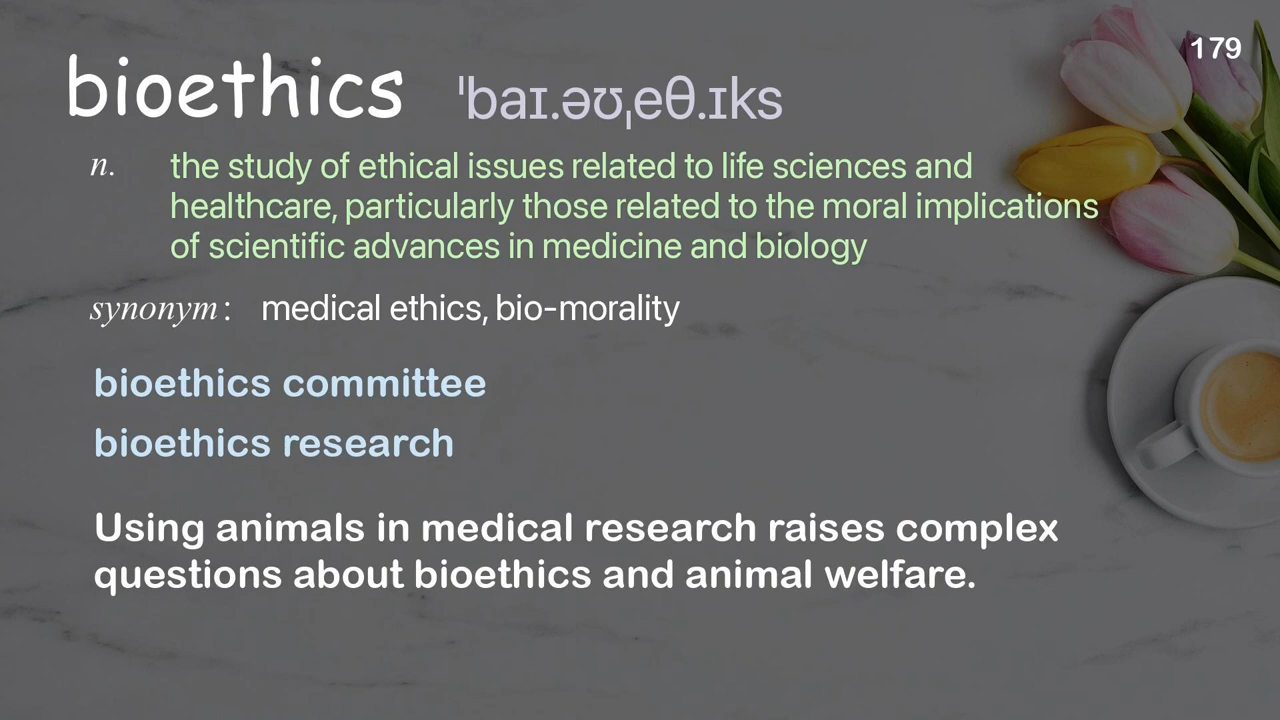 179
bioethics ˈbaɪ.əʊˌeθ.ɪks
n. the study of ethical issues related to life sciences and
healthcare, particularly those related to the moral implications
of scientific advances in medicine and biology
synonym: medical ethics, bio-morality
bioethics committee
bioethics research
Using animals in medical research raises complex
questions about bioethics and animal welfare.